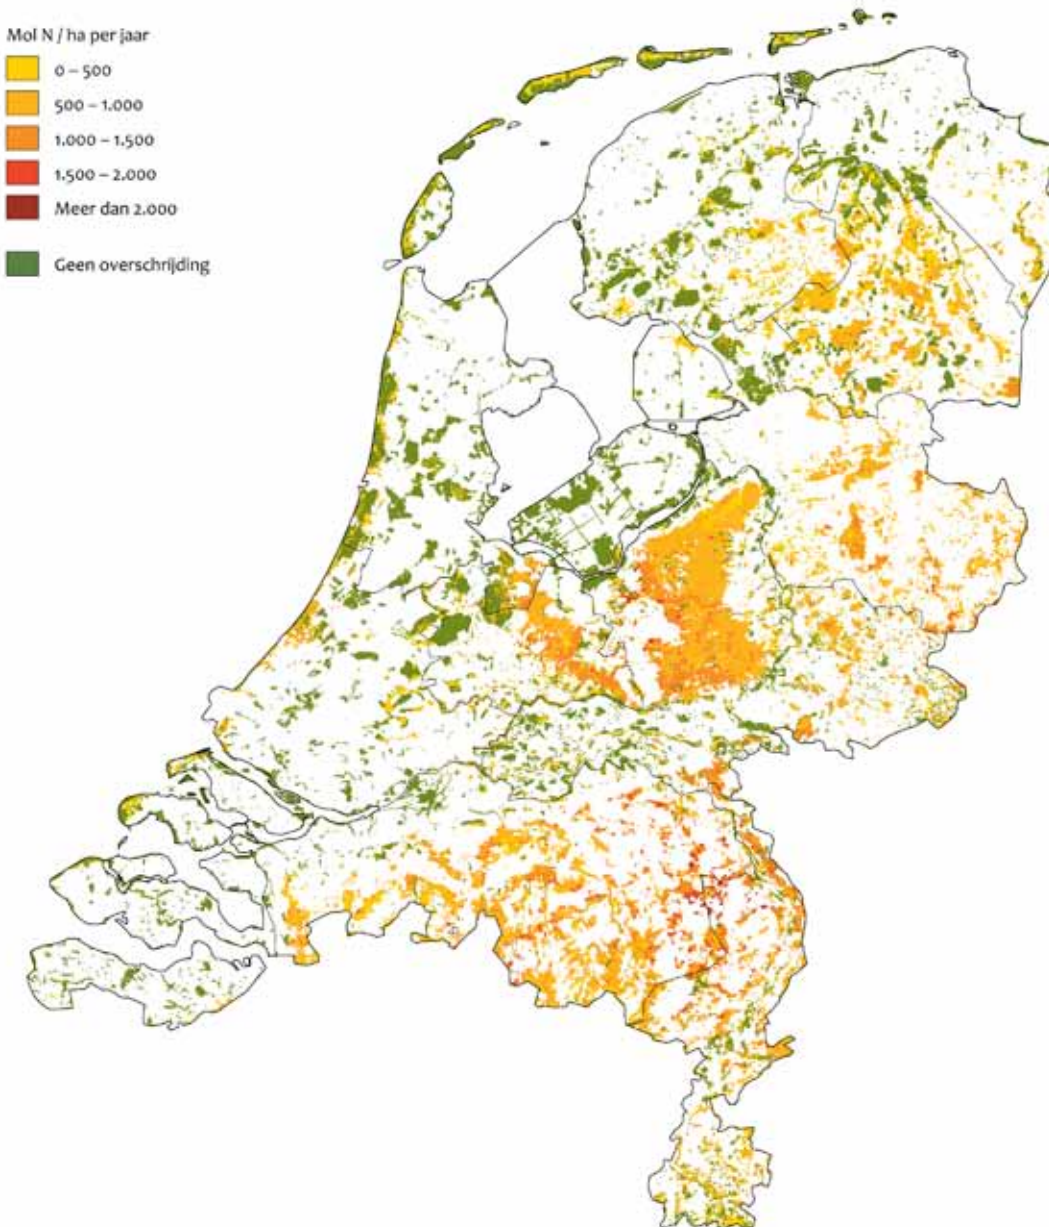 Mol N / ha per jaar
0 – 500
500 – 1.000
1.000 – 1.500
1.500 – 2.000
Meer dan 2.000
Geen overschrijding